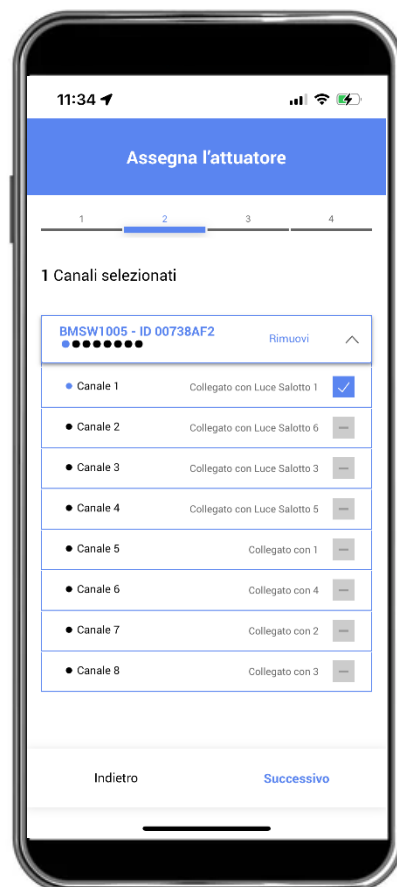 11:34
Assegna l'attuatore
1 2 3 4
1 Canali selezionati
BMSW1005 - ID 00738AF2 Rimuovi
Canale 1 Collegato con Luce Salotto 1
Canale 2 Collegato con Luce Salotto 6
Canale 3 Collegato con Luce Salotto 3
Canale 4 Collegato con Luce Salotto 5
Canale 5 Collegato con 1
Canale 6 Collegato con 4
Canale 7 Collegato con 2
Canale 8 Collegato con 3
Indietro Successivo